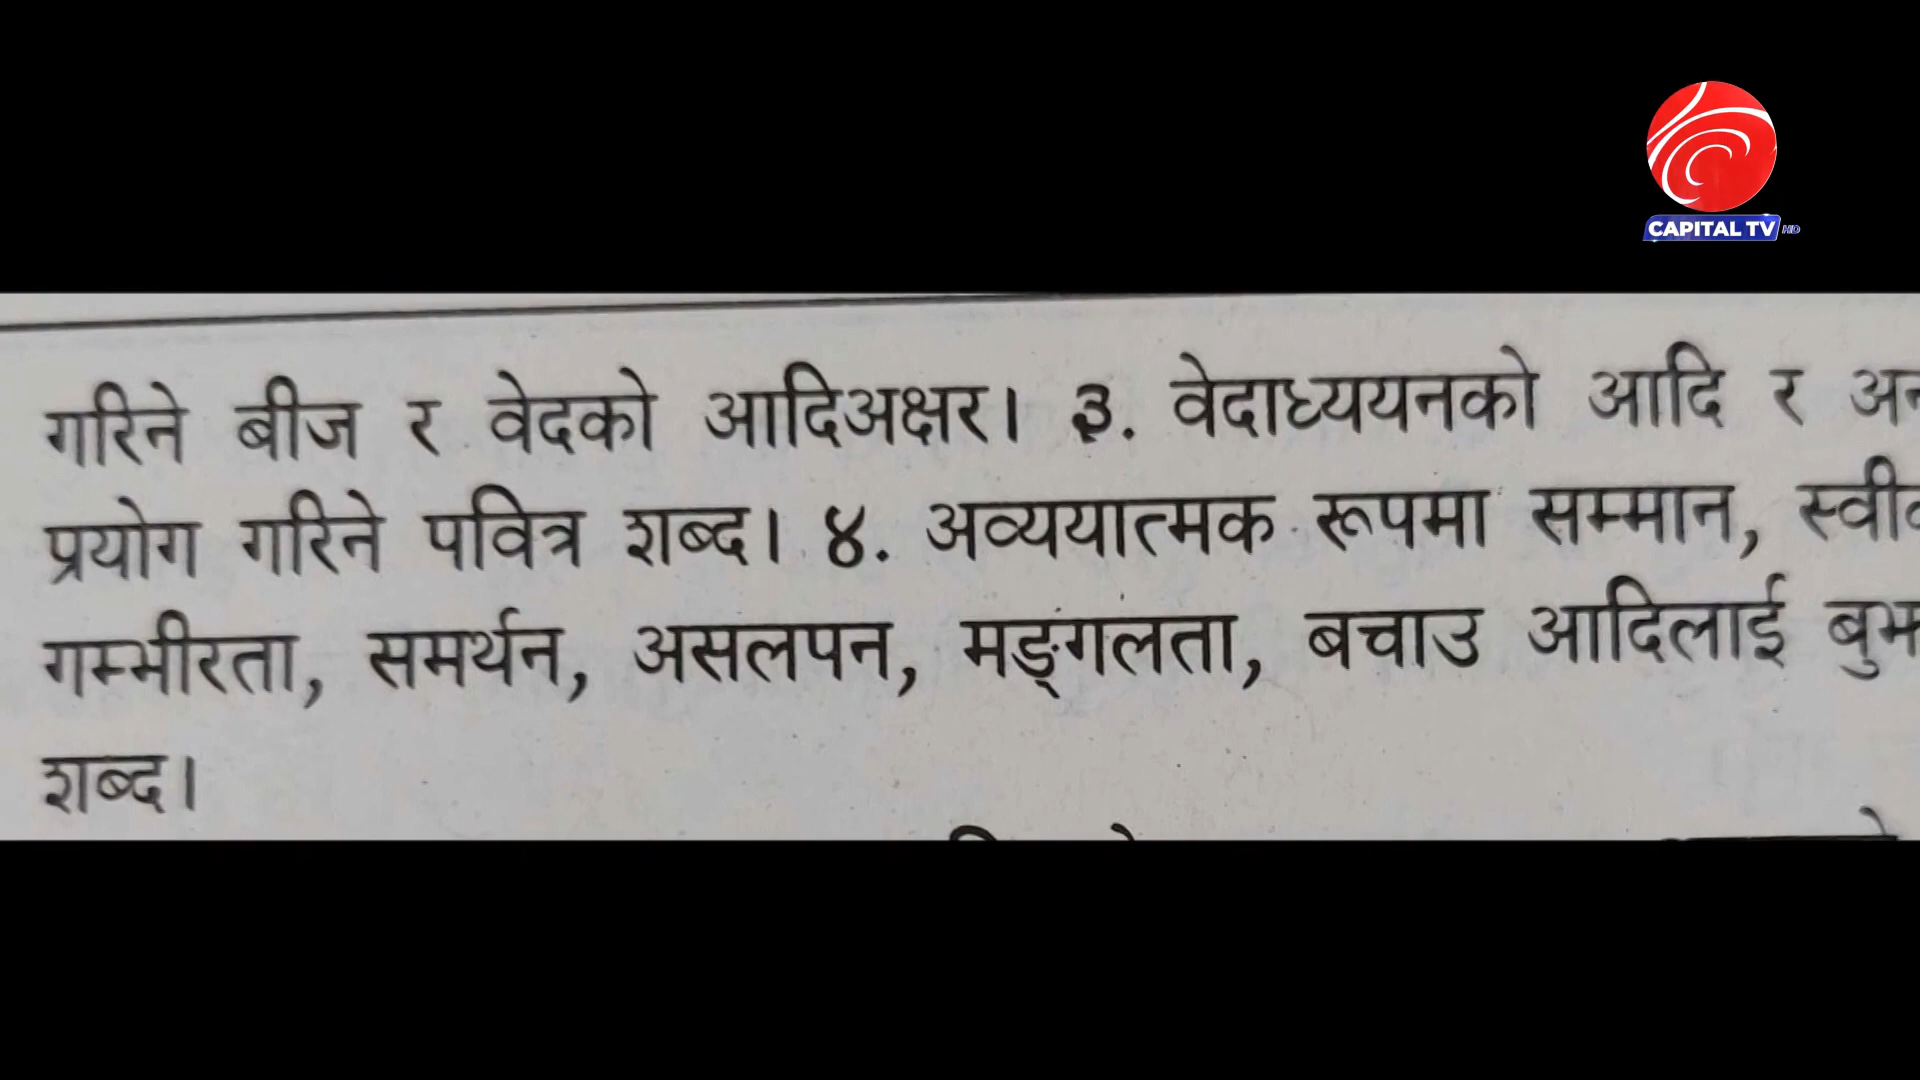 CAPITAL TV HD
गरिने बीज र वेदको आदिअक्षर। ३. वेदाध्ययनको आदि र
प्रयोग गरिने पवित्र शब्द। ४. अव्ययात्मक रूपमा सम्मान,
गम्भीरता, समर्थन, असलपन, मङ्गलता, बचाउ आदिलाई
शब्द।